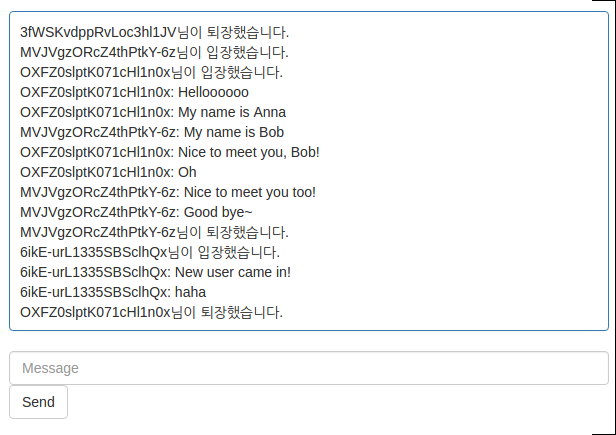 3fWSKvdppRvLoc3hl1JV님이 퇴장했습니다.
MVJVgzORcZ4thPtkY-6z님이 입장했습니다.
OXFZ0slptK071cHl1n0x님이 입장했습니다.
OXFZ0slptK071cHl1n0x: Helloooooo
OXFZ0slptK071cHl1n0x: My name is Anna
MVJVgzORcZ4thPtkY-6z: My name is Bob
OXFZ0slptK071cHl1n0x: Nice to meet you, Bob!
OXFZ0slptK071cHl1n0x: Oh
MVJVgzORcZ4thPtkY-6z: Nice to meet you too!
MVJVgzORcZ4thPtkY-6z: Good bye~
MVJVgzORcZ4thPtkY-6z님이 퇴장했습니다.
6ikE-urL1335SBSclhQx님이 입장했습니다.
6ikE-urL1335SBSclhQx: New user came in!
6ikE-urL1335SBSclhQx: haha
OXFZ0slptK071cHl1n0x님이 퇴장했습니다.
Message
Send